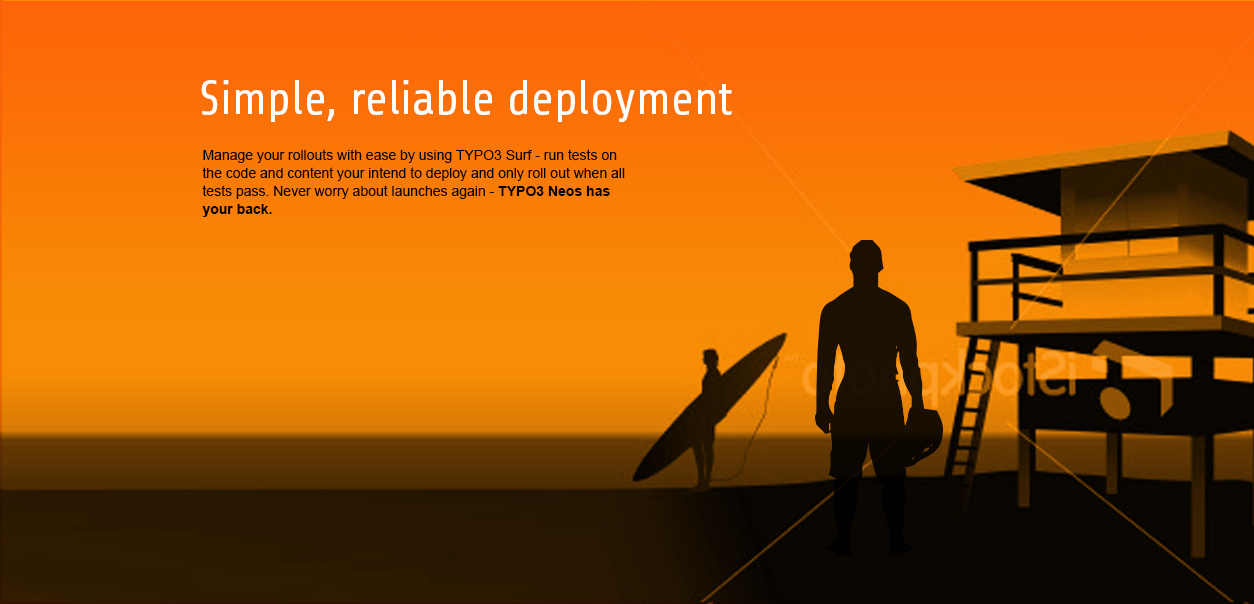 Simple, reliable deployment
Manage your rollouts with ease by using TYPO3 Surf - run tests on
the code and content your intend to deploy and only roll out when all
tests pass. Never worry about launches again - TYPO3 Neos has
your back.
iStockphoto